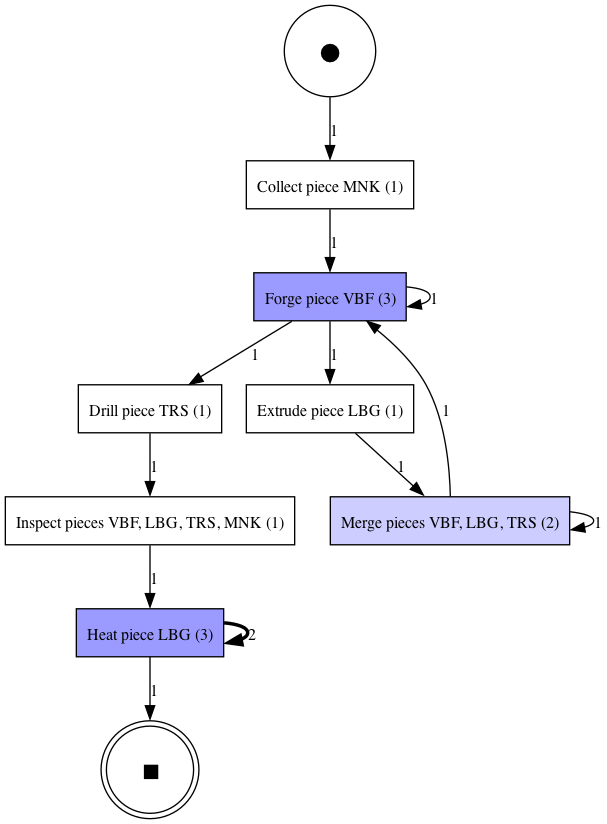 1
Collect piece MNK (1)
1
Forge piece VBF (3)
1
1
1
Drill piece TRS (1)
Extrude piece LBG (1)
1
1
1
Inspect pieces VBF, LBG, TRS, MNK (1)
Merge pieces VBF, LBG, TRS (2)
1
1
Heat piece LBG (3)
2
1